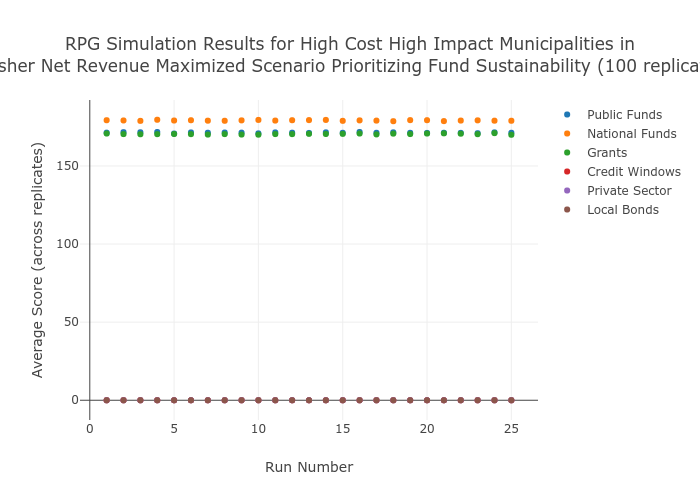 RPG Simulation Results for High Cost High Impact Municipalities in
Net Revenue Maximized Scenario Prioritizing Fund Sustainability (100
Public Funds
National Funds
Grants
Credit Windows
Private Sector
Local Bonds
Average Score (across replicates)
150
100
50
0
0
5
10
15
20
25
Run Number